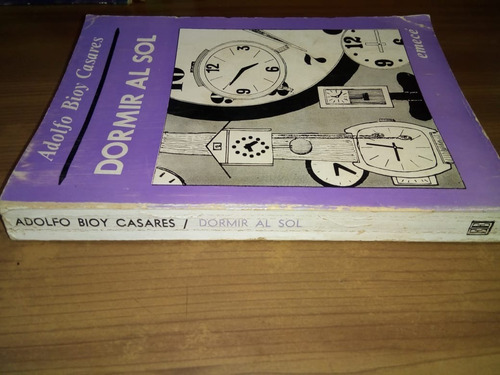 Adolfo Bioy Casares
DORMIR AL SOL
emecé
ADOLFO BIOY CASARES / DORMIR AL SOL